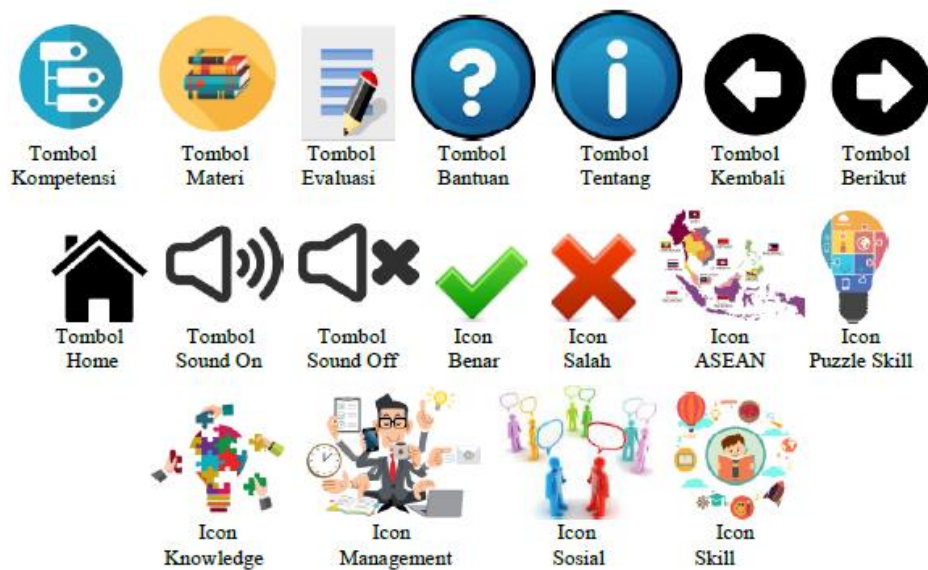 Tombol
Kompetensi
Tombol
Materi
Tombol
Evaluasi
Tombol
Bantuan
Tombol
Tentang
Tombol
Kembali
Tombol
Berikut
Tombol
Home
Tombol
Sound On
Tombol
Sound Off
Icon
Benar
Icon
Salah
Icon
ASEAN
Icon
Puzzle Skill
Icon
Knowledge
Icon
Management
Icon
Sosial
Icon
Skill